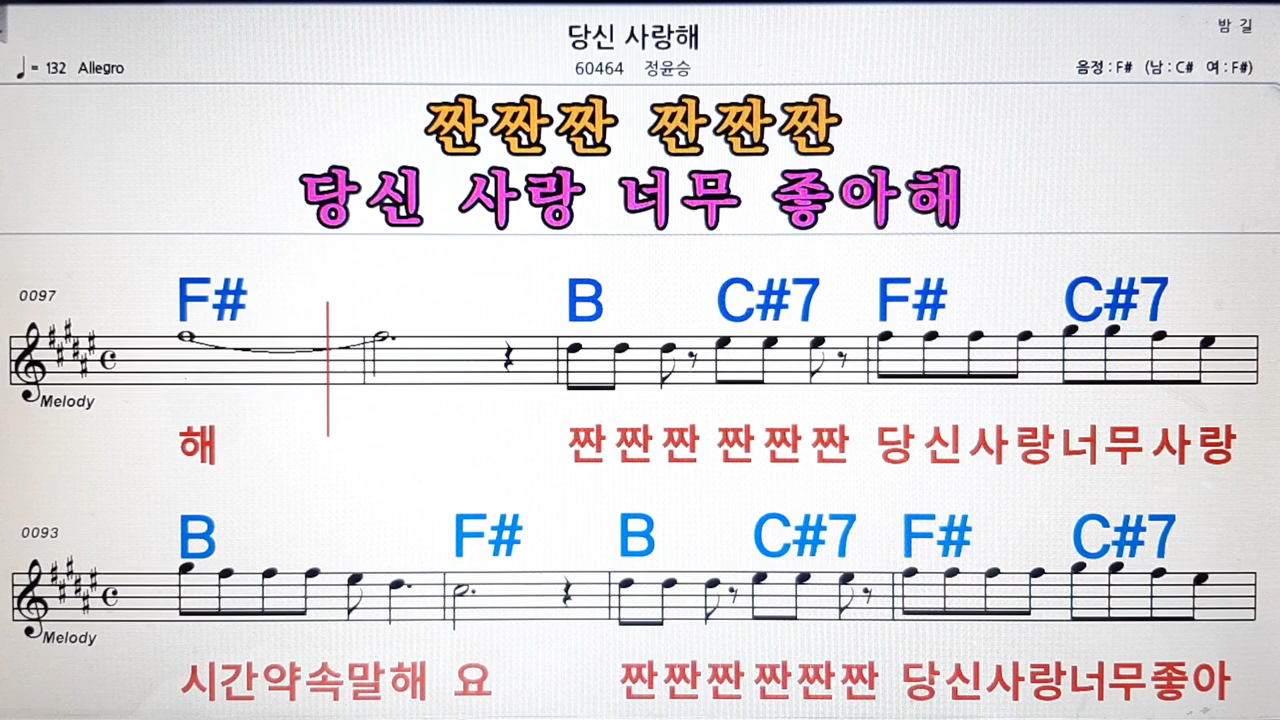 당신 사랑해
밤 길
♩= 132 Allegro
60464 정윤승
음정 : F# (남 : C# 여 : F#)
짠짠짠 짠짠짠
당신 사랑 너무 좋아해
0097
F# B C#7 F# C#7
Melody
해 짠짠짠 짠짠짠 당신사랑너무사랑
0093
B F# B C#7 F# C#7
Melody
시간약속말해 요 짠짠짠 짠짠짠 당신사랑너무좋아